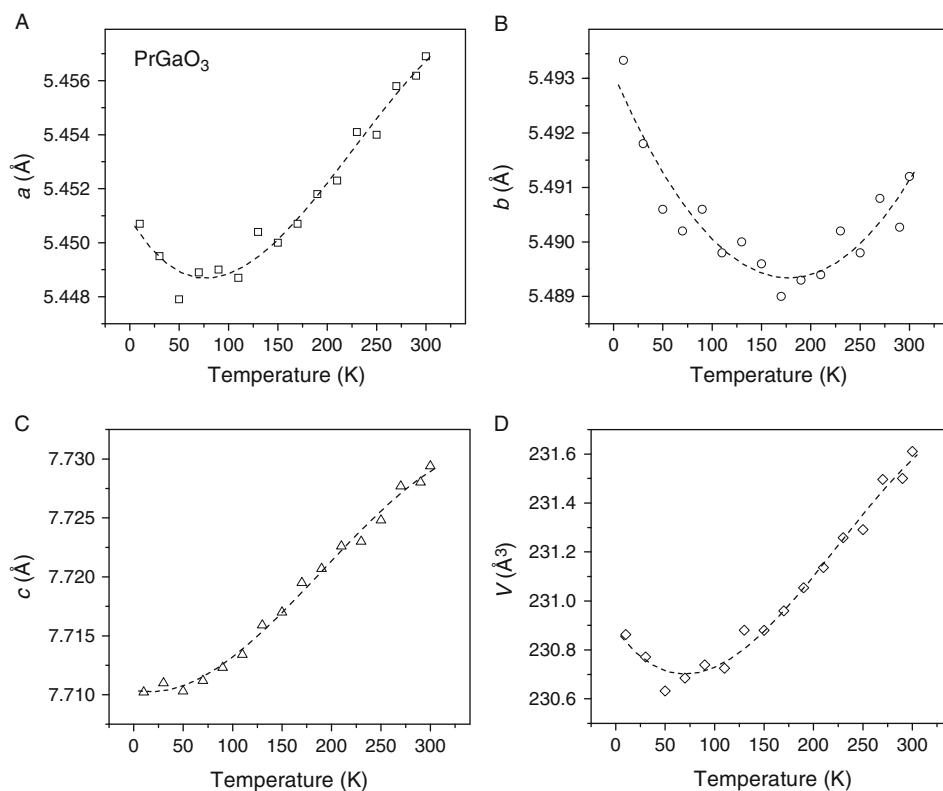 A
PrGaO3
5.456
5.454
5.452
5.450
5.448
a (Å)
0 50 100 150 200 250 300
Temperature (K)
B
5.493
5.492
5.491
5.490
5.489
b (Å)
0 50 100 150 200 250 300
Temperature (K)
C
7.730
7.725
7.720
7.715
7.710
c (Å)
0 50 100 150 200 250 300
Temperature (K)
D
231.6
231.4
231.2
231.0
230.8
230.6
V (Å3)
0 50 100 150 200 250 300
Temperature (K)